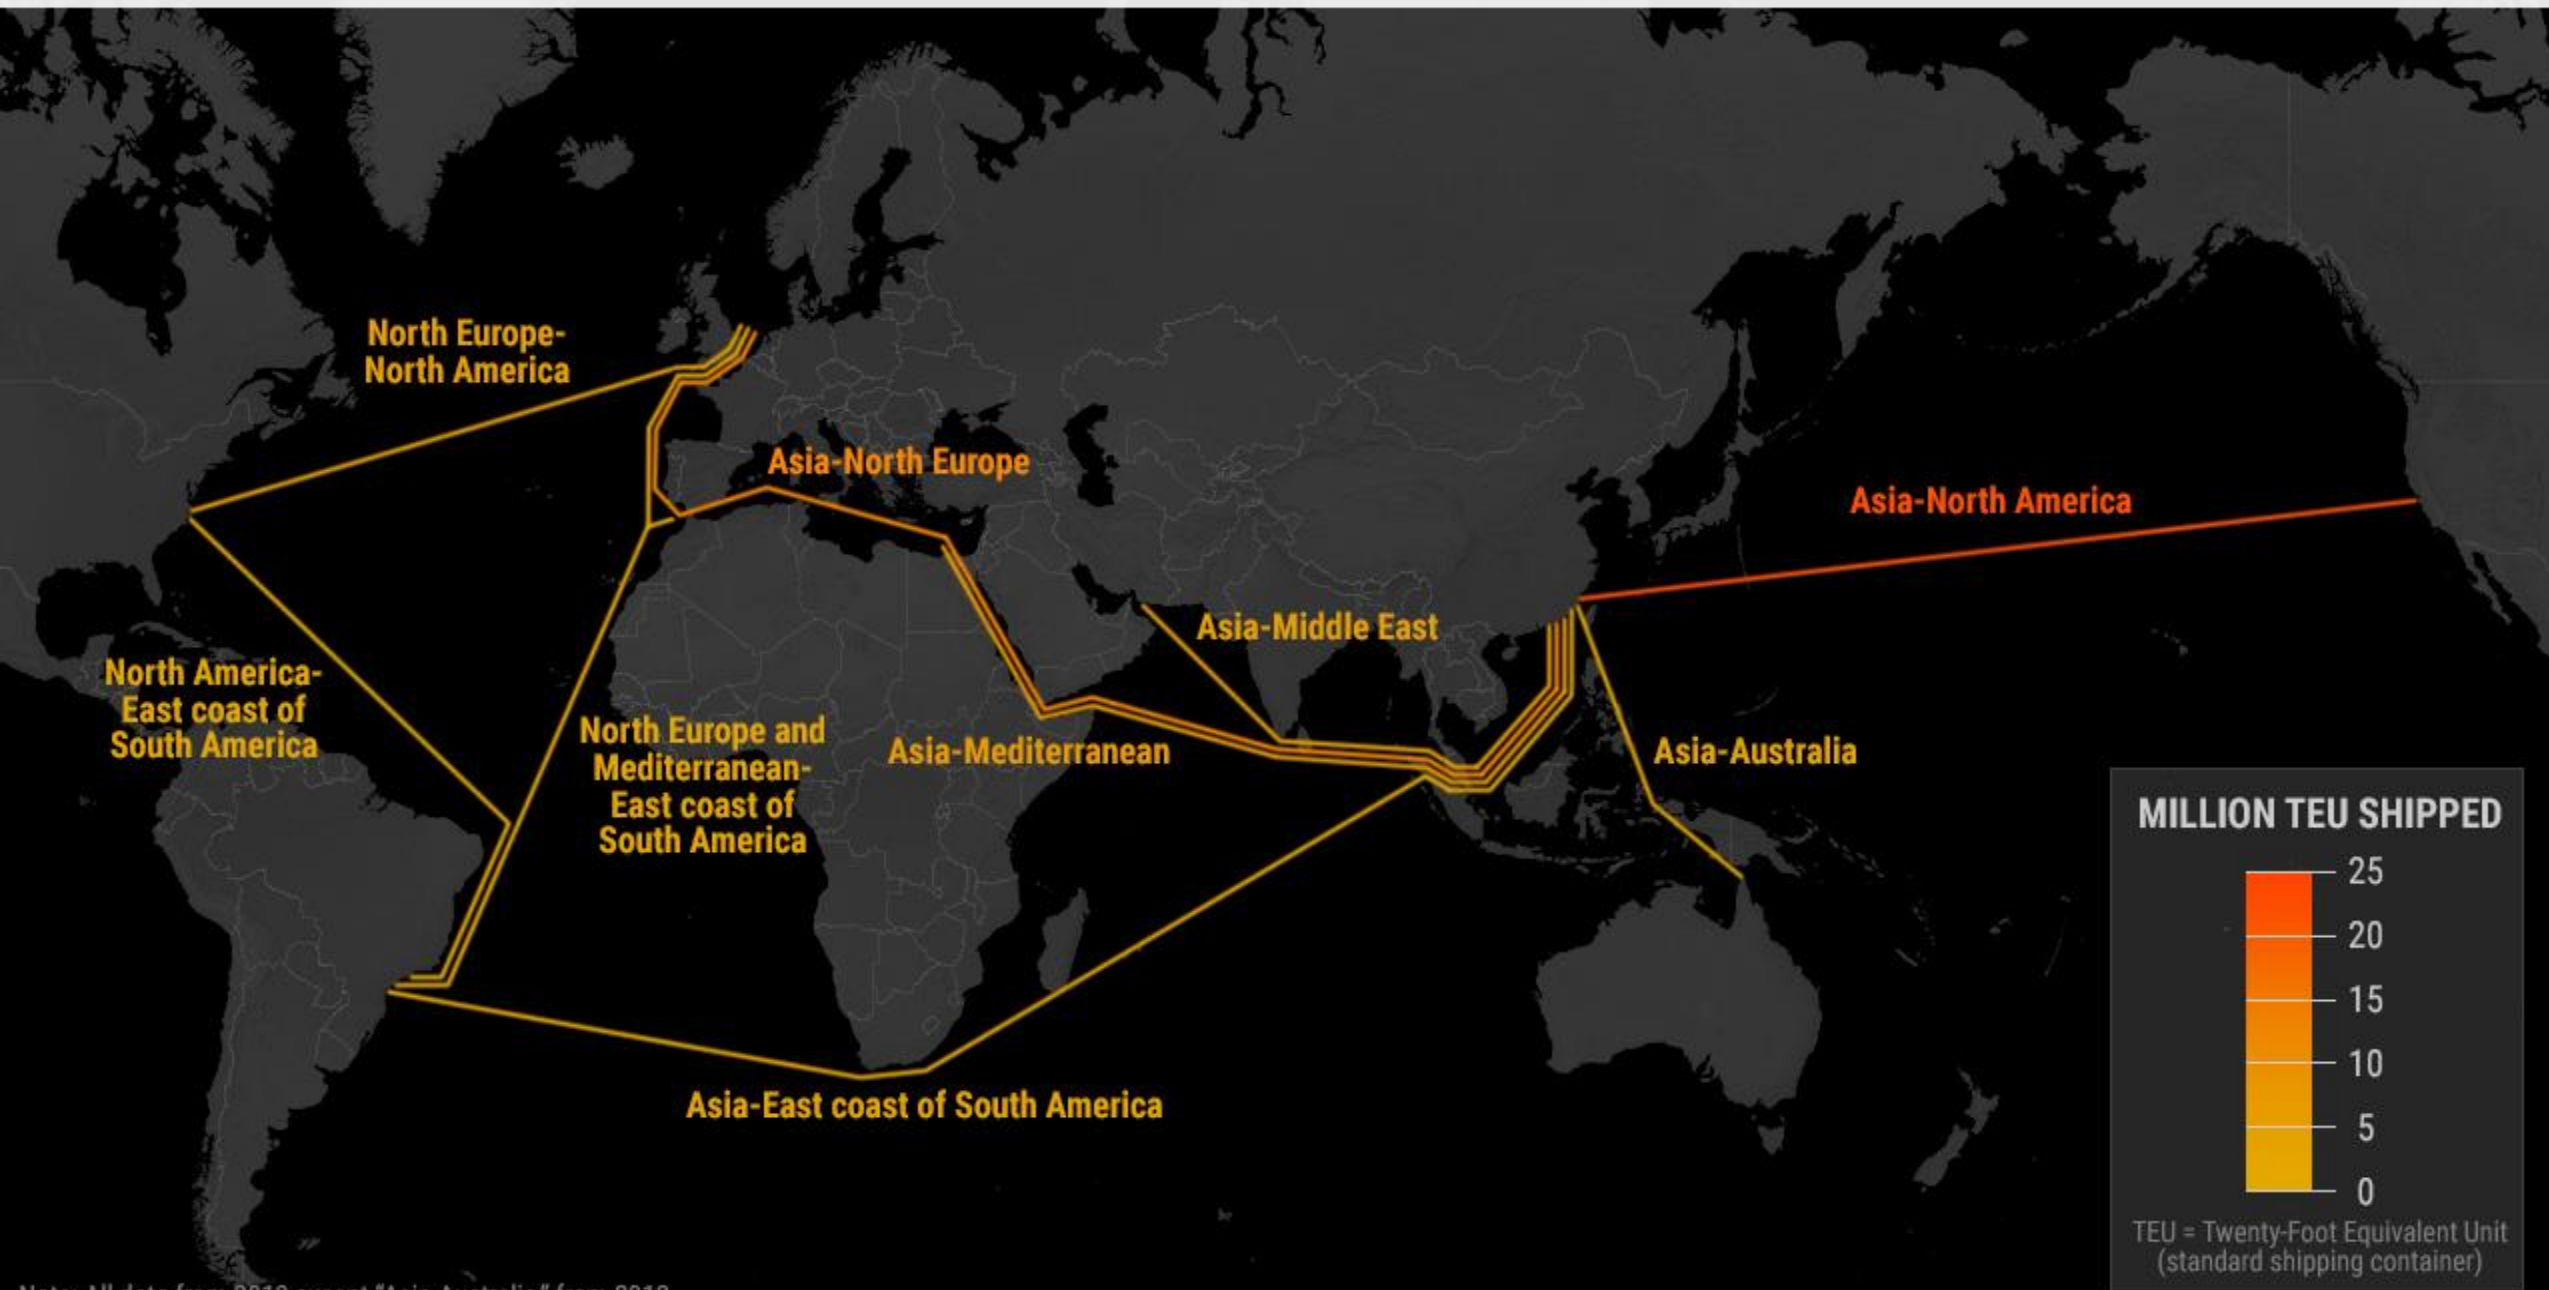 North Europe-
North America
Asia-North Europe
Asia-North America
Asia-Middle East
North America-
East coast of
South America
North Europe and
Mediterranean-
East coast of
South America
Asia-Mediterranean
Asia-Australia
Asia-East coast of South America
MILLION TEU SHIPPED
25
20
15
10
5
0
TEU = Twenty-Foot Equivalent Unit
(standard shipping container)